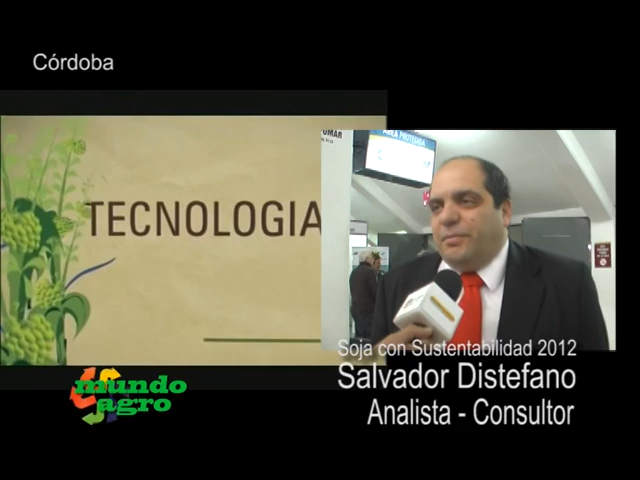 Córdoba
TECNOLOGIA
Soja con Sustentabilidad 2012
Salvador Distefano
Analista - Consultor
mundo
agro